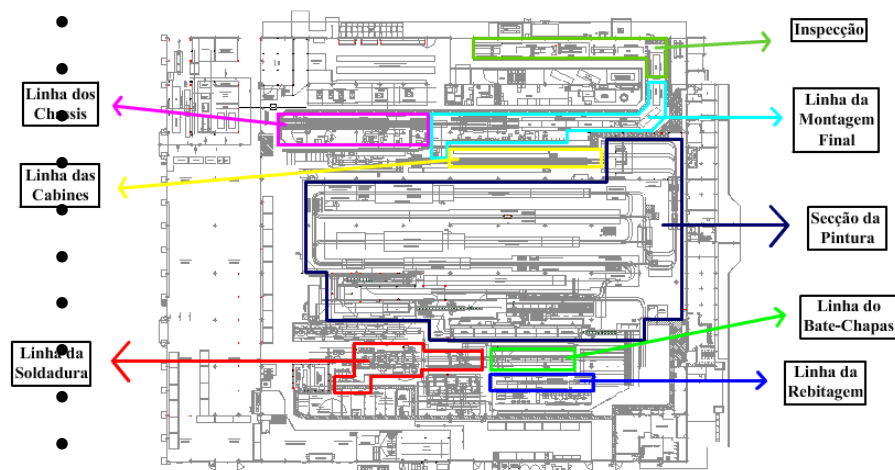 Inspecção
Linha dos
Chassis
Linha da
Montagem
Final
Linha das
Cabines
Secção da
Pintura
Linha do
Bate-Chapas
Linha da
Soldadura
Linha da
Rebitagem